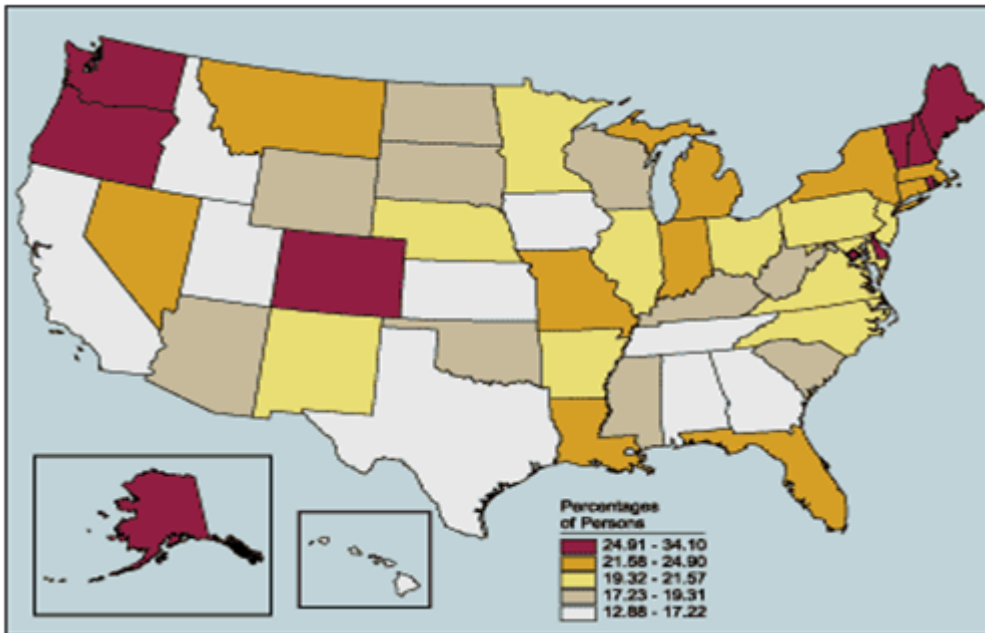 Percentages
of Persons
24.91 - 34.10
21.58 - 24.90
19.32 - 21.57
17.23 - 19.31
12.88 - 17.22